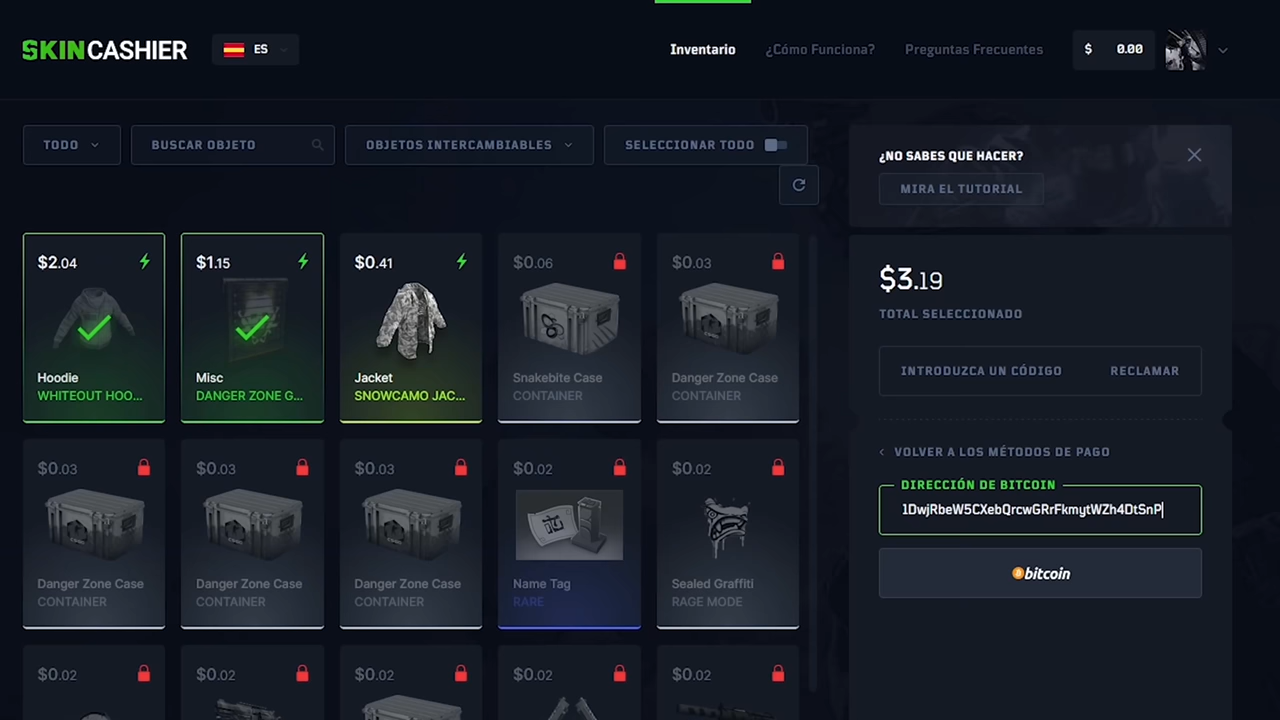 SKINCASHIER
ES
Inventario
¿Cómo Funciona?
Preguntas Frecuentes
$ 0.00
TODO
BUSCAR OBJETO
OBJETOS INTERCAMBIABLES
SELECCIONAR TODO
¿NO SABES QUE HACER?
MIRA EL TUTORIAL
$2.04
Hoodie
WHITEOUT HOO...
$1.15
Misc
DANGER ZONE G...
$0.41
Jacket
SNOWCAMO JAC...
$0.06
Snakebite Case
CONTAINER
$0.03
Danger Zone Case
CONTAINER
$0.03
Danger Zone Case
CONTAINER
$0.03
Danger Zone Case
CONTAINER
$0.03
Danger Zone Case
CONTAINER
$0.02
Name Tag
RARE
$0.02
Sealed Graffiti
RAGE MODE
$0.02
$0.02
$0.02
$0.02
$0.02
$3.19
TOTAL SELECCIONADO
INTRODUZCA UN CÓDIGO
RECLAMAR
VOLVER A LOS MÉTODOS DE PAGO
DIRECCIÓN DE BITCOIN
1DwjRbeW5CXebQrcwGRrFkmytWZh4DtSnP
bitcoin